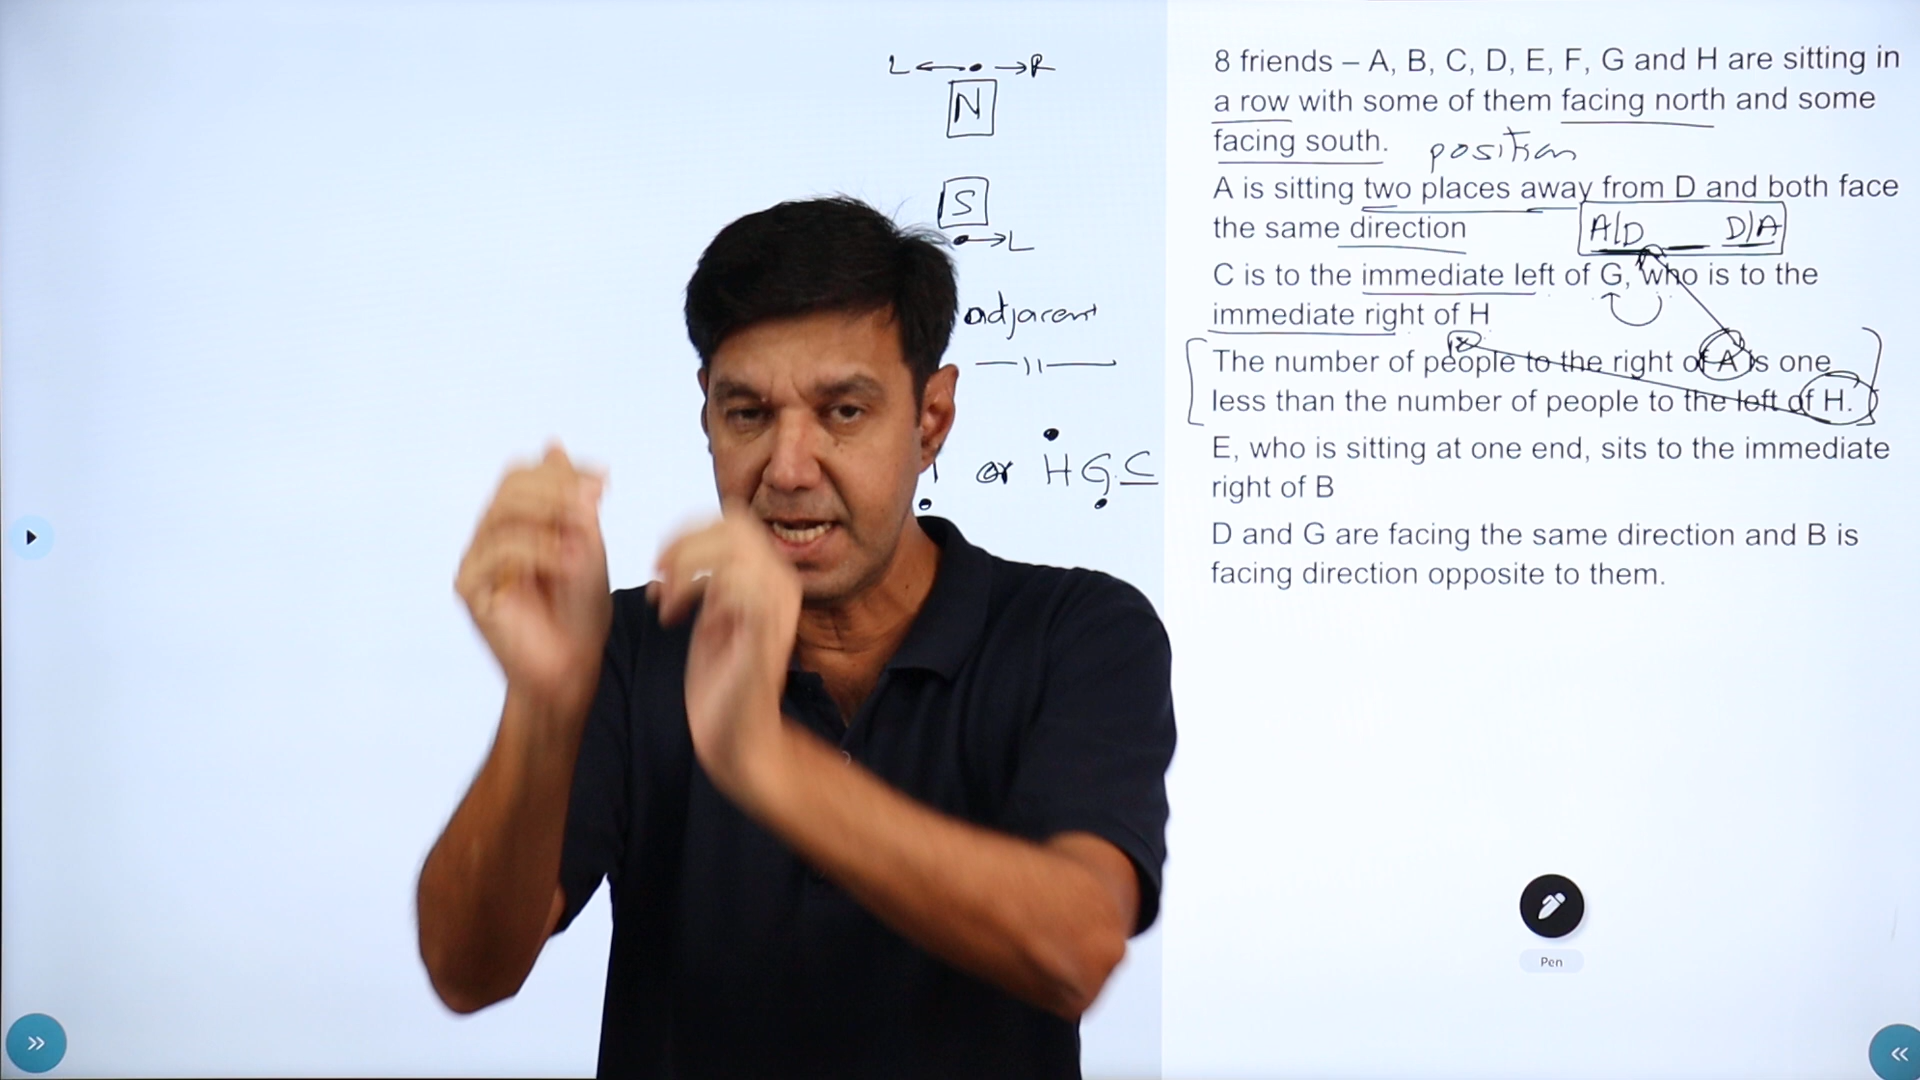 L ← • → R
N
S
• → L
adjacent
— 11 —
or H G C
8 friends – A, B, C, D, E, F, G and H are sitting in
a row with some of them facing north and some
facing south.
position
A is sitting two places away from D and both face
the same direction
A/D __ D/A
C is to the immediate left of G, who is to the
immediate right of H
The number of people to the right of A is one
less than the number of people to the left of H.
E, who is sitting at one end, sits to the immediate
right of B
D and G are facing the same direction and B is
facing direction opposite to them.
Pen